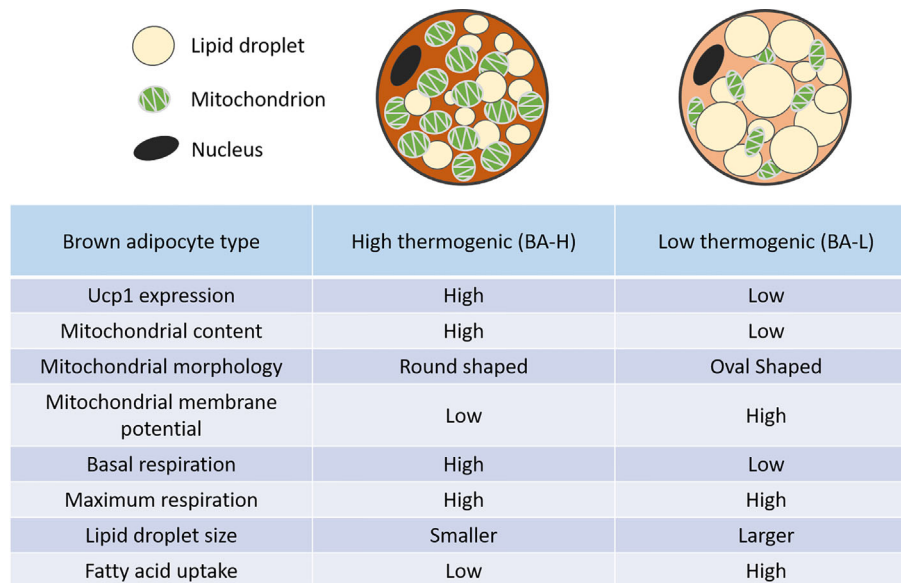 Lipid droplet
Mitochondrion
Nucleus
Brown adipocyte type High thermogenic (BA-H) Low thermogenic (BA-L)
Ucp1 expression High Low
Mitochondrial content High Low
Mitochondrial morphology Round shaped Oval Shaped
Mitochondrial membrane
potential Low High
Basal respiration High Low
Maximum respiration High High
Lipid droplet size Smaller Larger
Fatty acid uptake Low High